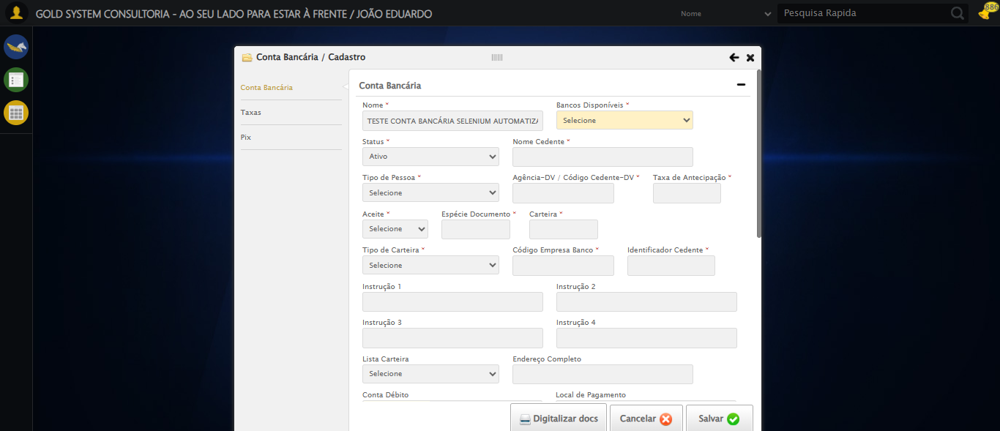 GOLD SYSTEM CONSULTORIA - AO SEU LADO PARA ESTAR À FRENTE / JOÃO EDUARDO
Nome
Pesquisa Rapida
886
Conta Bancária / Cadastro
Conta Bancária
Taxas
Pix
Conta Bancária
Nome * Bancos Disponíveis *
TESTE CONTA BANCÁRIA SELENIUM AUTOMATIZA Selecione
Status * Nome Cedente *
Ativo
Tipo de Pessoa * Agência-DV / Código Cedente-DV * Taxa de Antecipação *
Selecione
Aceite * Espécie Documento * Carteira *
Selecione
Tipo de Carteira * Código Empresa Banco * Identificador Cedente *
Selecione
Instrução 1 Instrução 2
Instrução 3 Instrução 4
Lista Carteira Endereço Completo
Selecione
Conta Débito Local de Pagamento
Digitalizar docs Cancelar Salvar